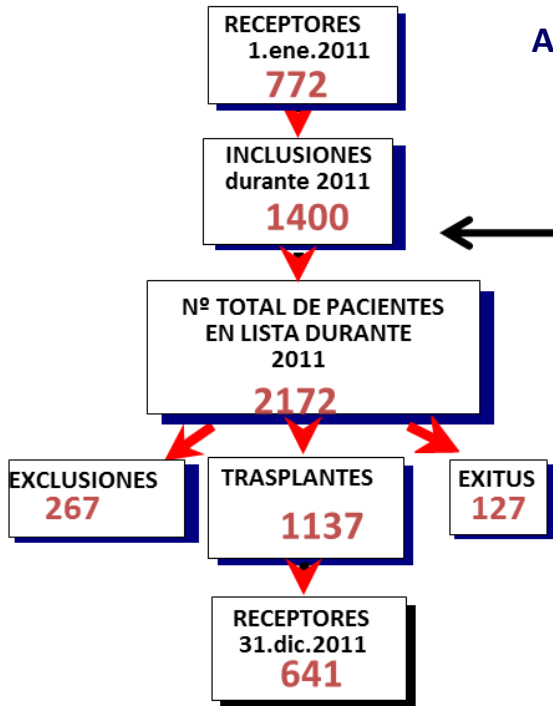 RECEPTORES
1.ene.2011
772
A
INCLUSIONES
durante 2011
1400
Nº TOTAL DE PACIENTES
EN LISTA DURANTE
2011
2172
EXCLUSIONES
267
TRASPLANTES
1137
EXITUS
127
RECEPTORES
31.dic.2011
641